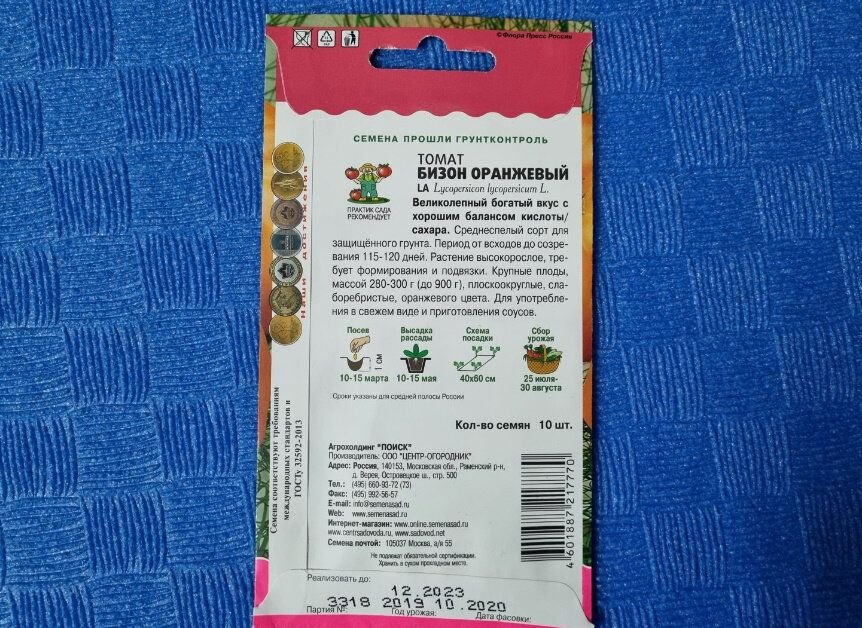 ©Флора Пресс Россия
СЕМЕНА ПРОШЛИ ГРУНТКОНТРОЛЬ
ТОМАТ
БИЗОН ОРАНЖЕВЫЙ
LA Lycopersicon lycopersicum L.
ПРАКТИК САДА
РЕКОМЕНДУЕТ
Великолепный богатый вкус с
хорошим балансом кислоты/
сахара. Среднеспелый сорт для
защищённого грунта. Период от всходов до созре-
вания 115-120 дней. Растение высокорослое, тре-
бует формирования и подвязки. Крупные плоды,
массой 280-300 г (до 900 г), плоскоокруглые, сла-
боребристые, оранжевого цвета. Для употребле-
ния в свежем виде и приготовления соусов.
наши достижения
Посев
1 СМ
10-15 марта
Высадка
рассады
10-15 мая
Схема
посадки
40x60 см
Сбор
урожая
25 июля-
30 августа
Сроки указаны для средней полосы России
Кол-во семян 10 шт.
Семена соответствуют требованиям
международных стандартов и
ГОСТу 32592-2013
Агрохолдинг "ПОИСК"
Производитель: ООО "ЦЕНТР-ОГОРОДНИК"
Адрес: Россия, 140153, Московская обл., Раменский р-н,
д. Верея, Островецкое ш., стр. 500
Тел.: (495) 660-93-72 (73)
Факс: (495) 992-56-57
E-mail: info@semenasad.ru
Web: www.semenasad.ru
Интернет-магазин: www.online.semenasad.ru
www.centrsadovoda.ru, www.sadovod.net
Семена почтой: 105037 Москва, а/я 55
Не подлежит обязательной сертификации.
Хранить в сухом прохладном месте.
4 601887 217770
Реализовать до: 12.2023
3318 2019 10.2020
Партия №: Год урожая: Дата фасовки: